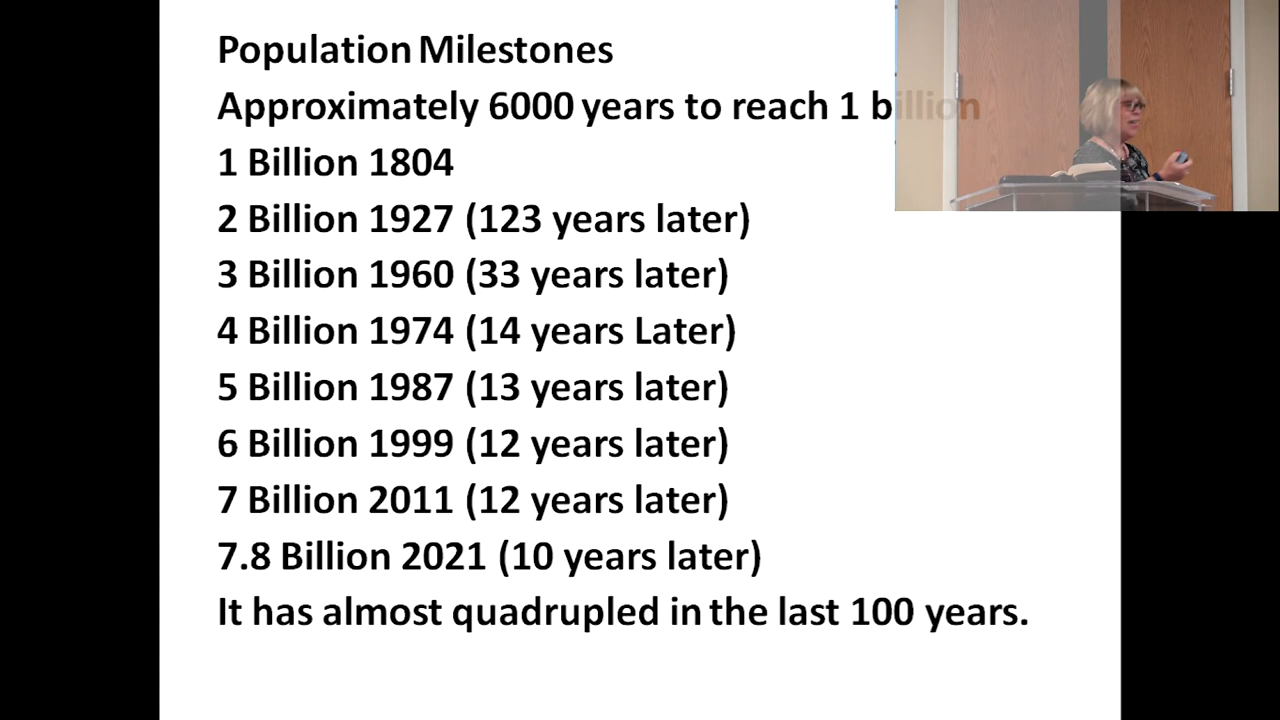 Population Milestones
Approximately 6000 years to reach 1 billion
1 Billion 1804
2 Billion 1927 (123 years later)
3 Billion 1960 (33 years later)
4 Billion 1974 (14 years Later)
5 Billion 1987 (13 years later)
6 Billion 1999 (12 years later)
7 Billion 2011 (12 years later)
7.8 Billion 2021 (10 years later)
It has almost quadrupled in the last 100 years.